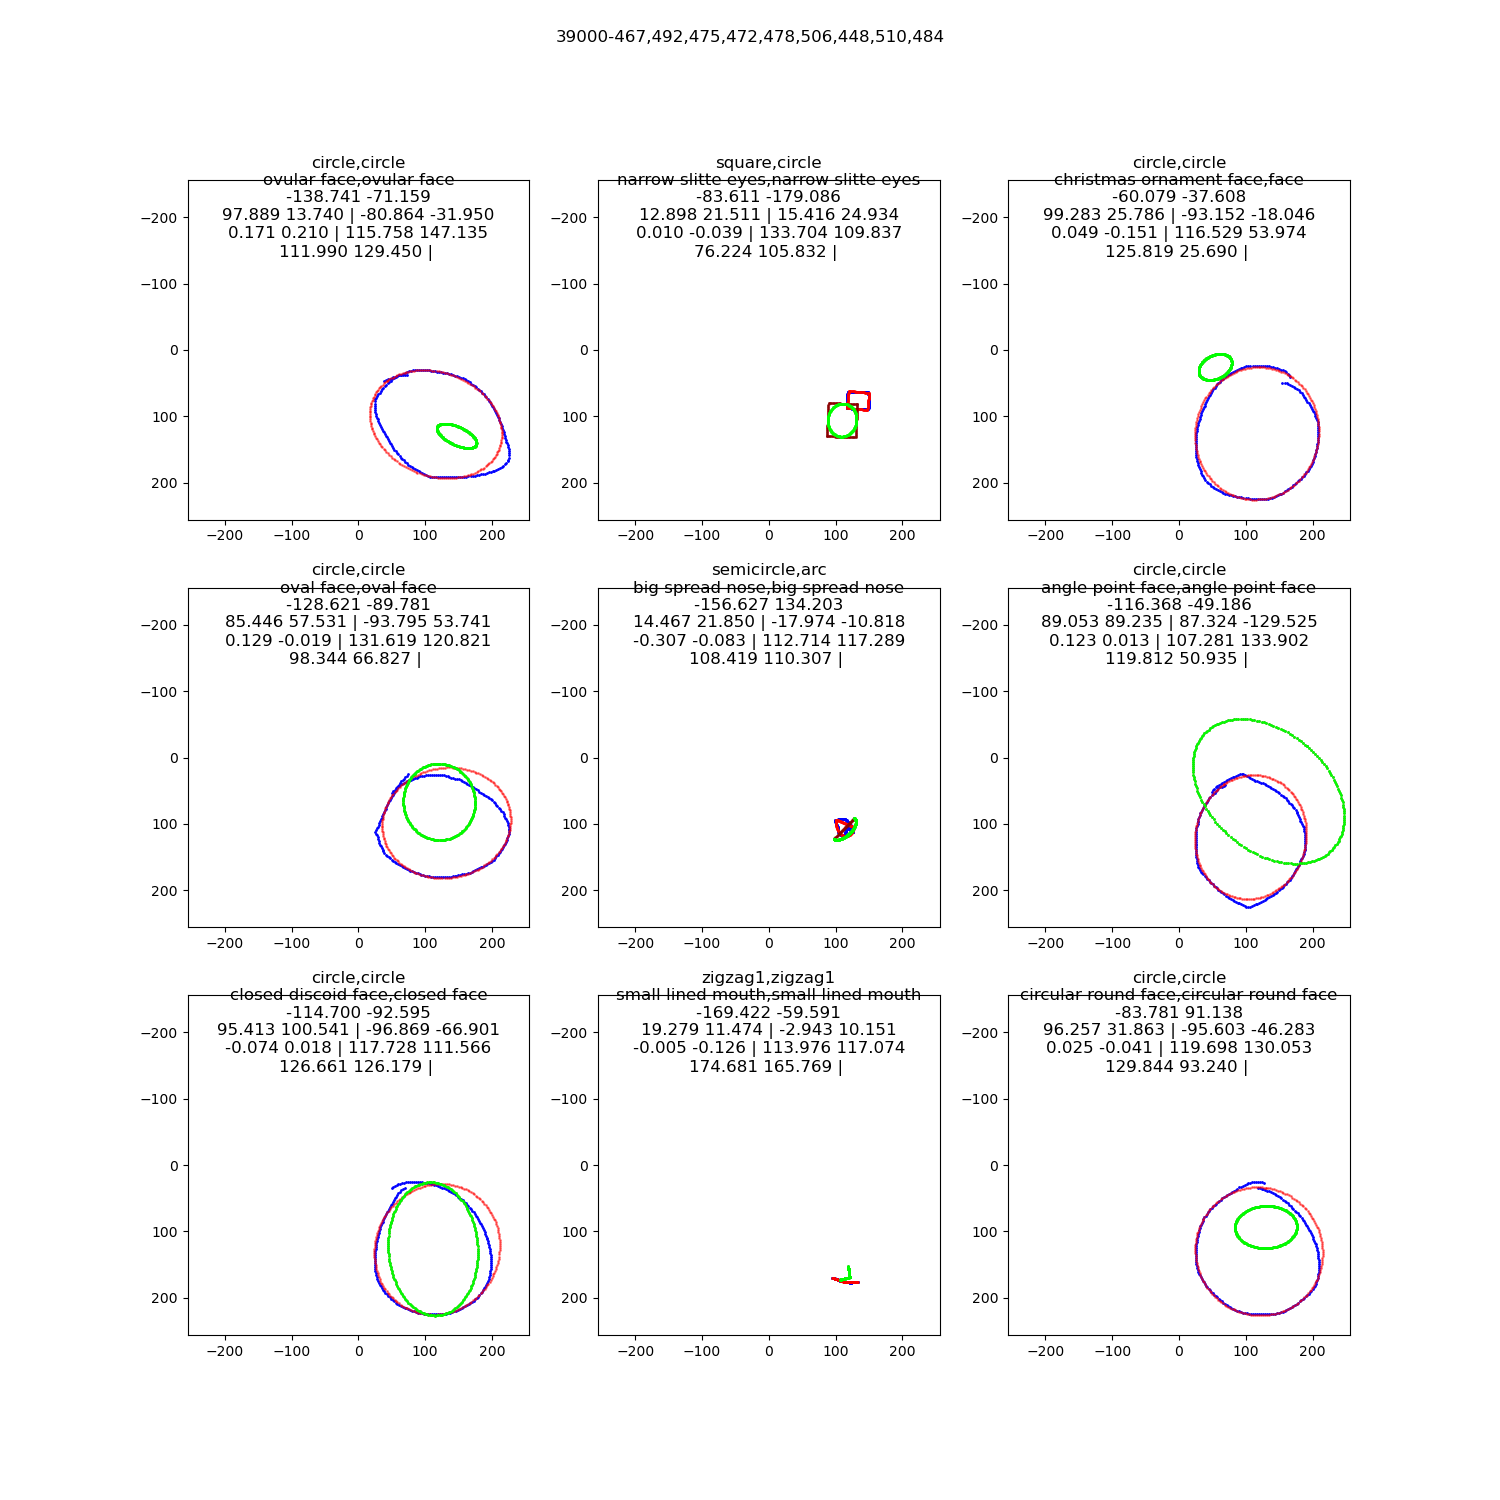 39000-467,492,475,472,478,506,448,510,484
circle,circle
ovular face,ovular face
-138.741 -71.159
97.889 13.740 | -80.864 -31.950
0.171 0.210 | 115.758 147.135
111.990 129.450 |
−200
−100
0
100
200
−200 −100 0 100 200
square,circle
narrow slitte eyes,narrow slitte eyes
-83.611 -179.086
12.898 21.511 | 15.416 24.934
0.010 -0.039 | 133.704 109.837
76.224 105.832 |
−200
−100
0
100
200
−200 −100 0 100 200
circle,circle
christmas ornament face,face
-60.079 -37.608
99.283 25.786 | -93.152 -18.046
0.049 -0.151 | 116.529 53.974
125.819 25.690 |
−200
−100
0
100
200
−200 −100 0 100 200
circle,circle
oval face,oval face
-128.621 -89.781
85.446 57.531 | -93.795 53.741
0.129 -0.019 | 131.619 120.821
98.344 66.827 |
−200
−100
0
100
200
−200 −100 0 100 200
semicircle,arc
big spread nose,big spread nose
-156.627 134.203
14.467 21.850 | -17.974 -10.818
-0.307 -0.083 | 112.714 117.289
108.419 110.307 |
−200
−100
0
100
200
−200 −100 0 100 200
circle,circle
angle point face,angle point face
-116.368 -49.186
89.053 89.235 | 87.324 -129.525
0.123 0.013 | 107.281 133.902
119.812 50.935 |
−200
−100
0
100
200
−200 −100 0 100 200
circle,circle
closed discoid face,closed face
-114.700 -92.595
95.413 100.541 | -96.869 -66.901
-0.074 0.018 | 117.728 111.566
126.661 126.179 |
−200
−100
0
100
200
−200 −100 0 100 200
zigzag1,zigzag1
small lined mouth,small lined mouth
-169.422 -59.591
19.279 11.474 | -2.943 10.151
-0.005 -0.126 | 113.976 117.074
174.681 165.769 |
−200
−100
0
100
200
−200 −100 0 100 200
circle,circle
circular round face,circular round face
-83.781 91.138
96.257 31.863 | -95.603 -46.283
0.025 -0.041 | 119.698 130.053
129.844 93.240 |
−200
−100
0
100
200
−200 −100 0 100 200